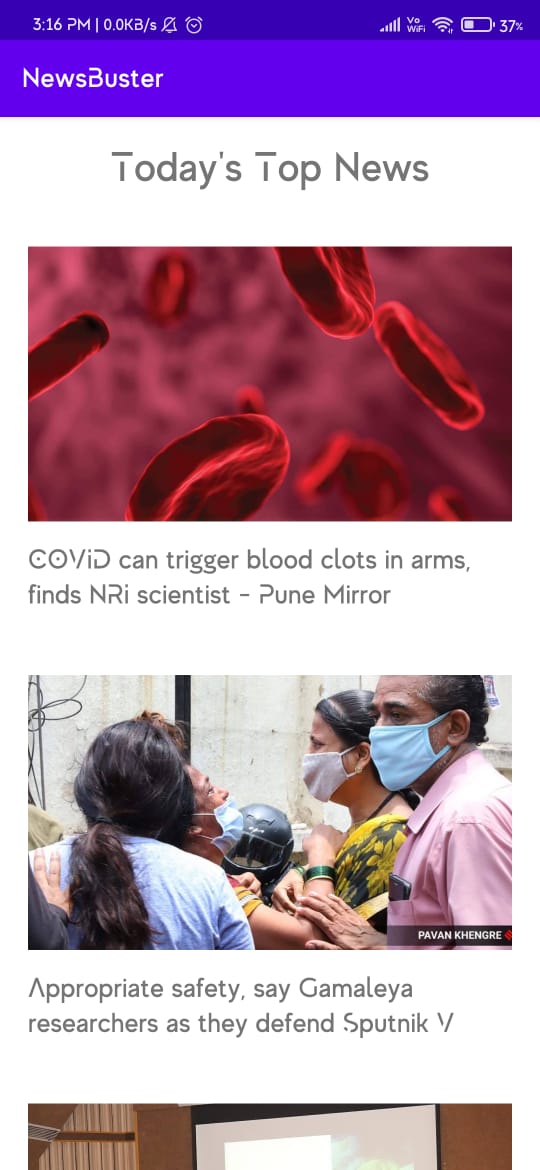 3:16 PM | 0.0KB/s
Vo
WiFi
37%
NewsBuster
Today's Top News
COViD can trigger blood clots in arms,
finds NRi scientist - Pune Mirror
PAVAN KHENGRE
Appropriate safety, say Gamaleya
researchers as they defend Sputnik V